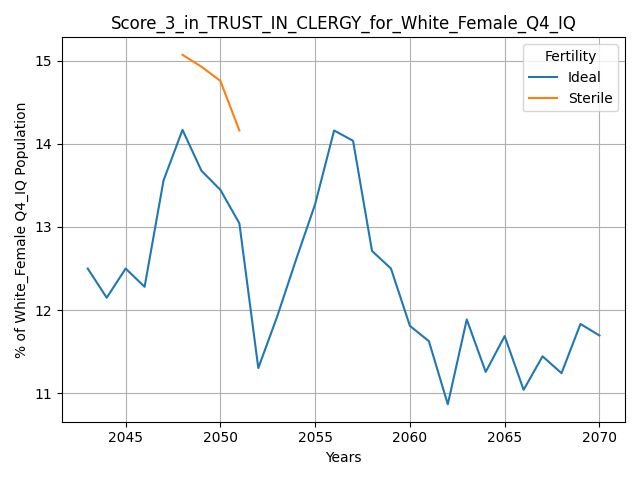 Score_3_in_TRUST_IN_CLERGY_for_White_Female_Q4_IQ
Fertility
Ideal
Sterile
% of White_Female Q4_IQ Population
15
14
13
12
11
2045 2050 2055 2060 2065 2070
Years